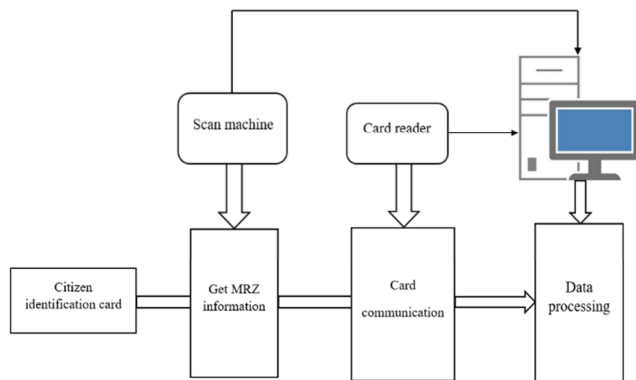 Scan machine
Card reader
Citizen
identification card
Get MRZ
information
Card
communication
Data
processing